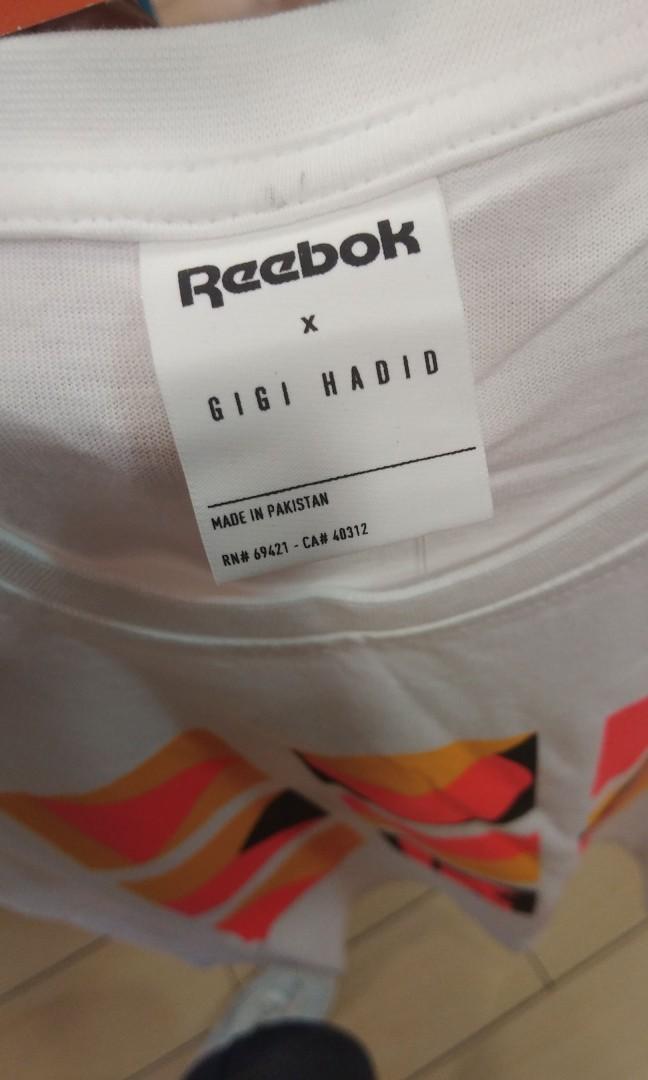 Reebok
x
GIGI HADID
MADE IN PAKISTAN
RN# 69421 - CA# 40312